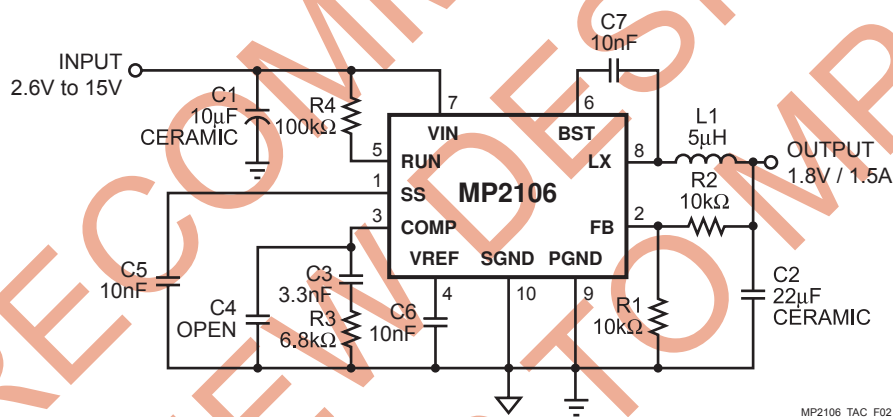 INPUT
2.6V to 15V
C1
10µF
CERAMIC
R4
100kΩ
C7
10nF
7
6
VIN
BST
5
RUN
LX
8
L1
5µH
OUTPUT
1.8V / 1.5A
1
SS
MP2106
R2
10kΩ
3
COMP
FB
2
VREF
SGND
PGND
4
10
9
C5
10nF
C4
OPEN
C3
3.3nF
R3
6.8kΩ
C6
10nF
R1
10kΩ
C2
22µF
CERAMIC
MP2106_TAC_F02